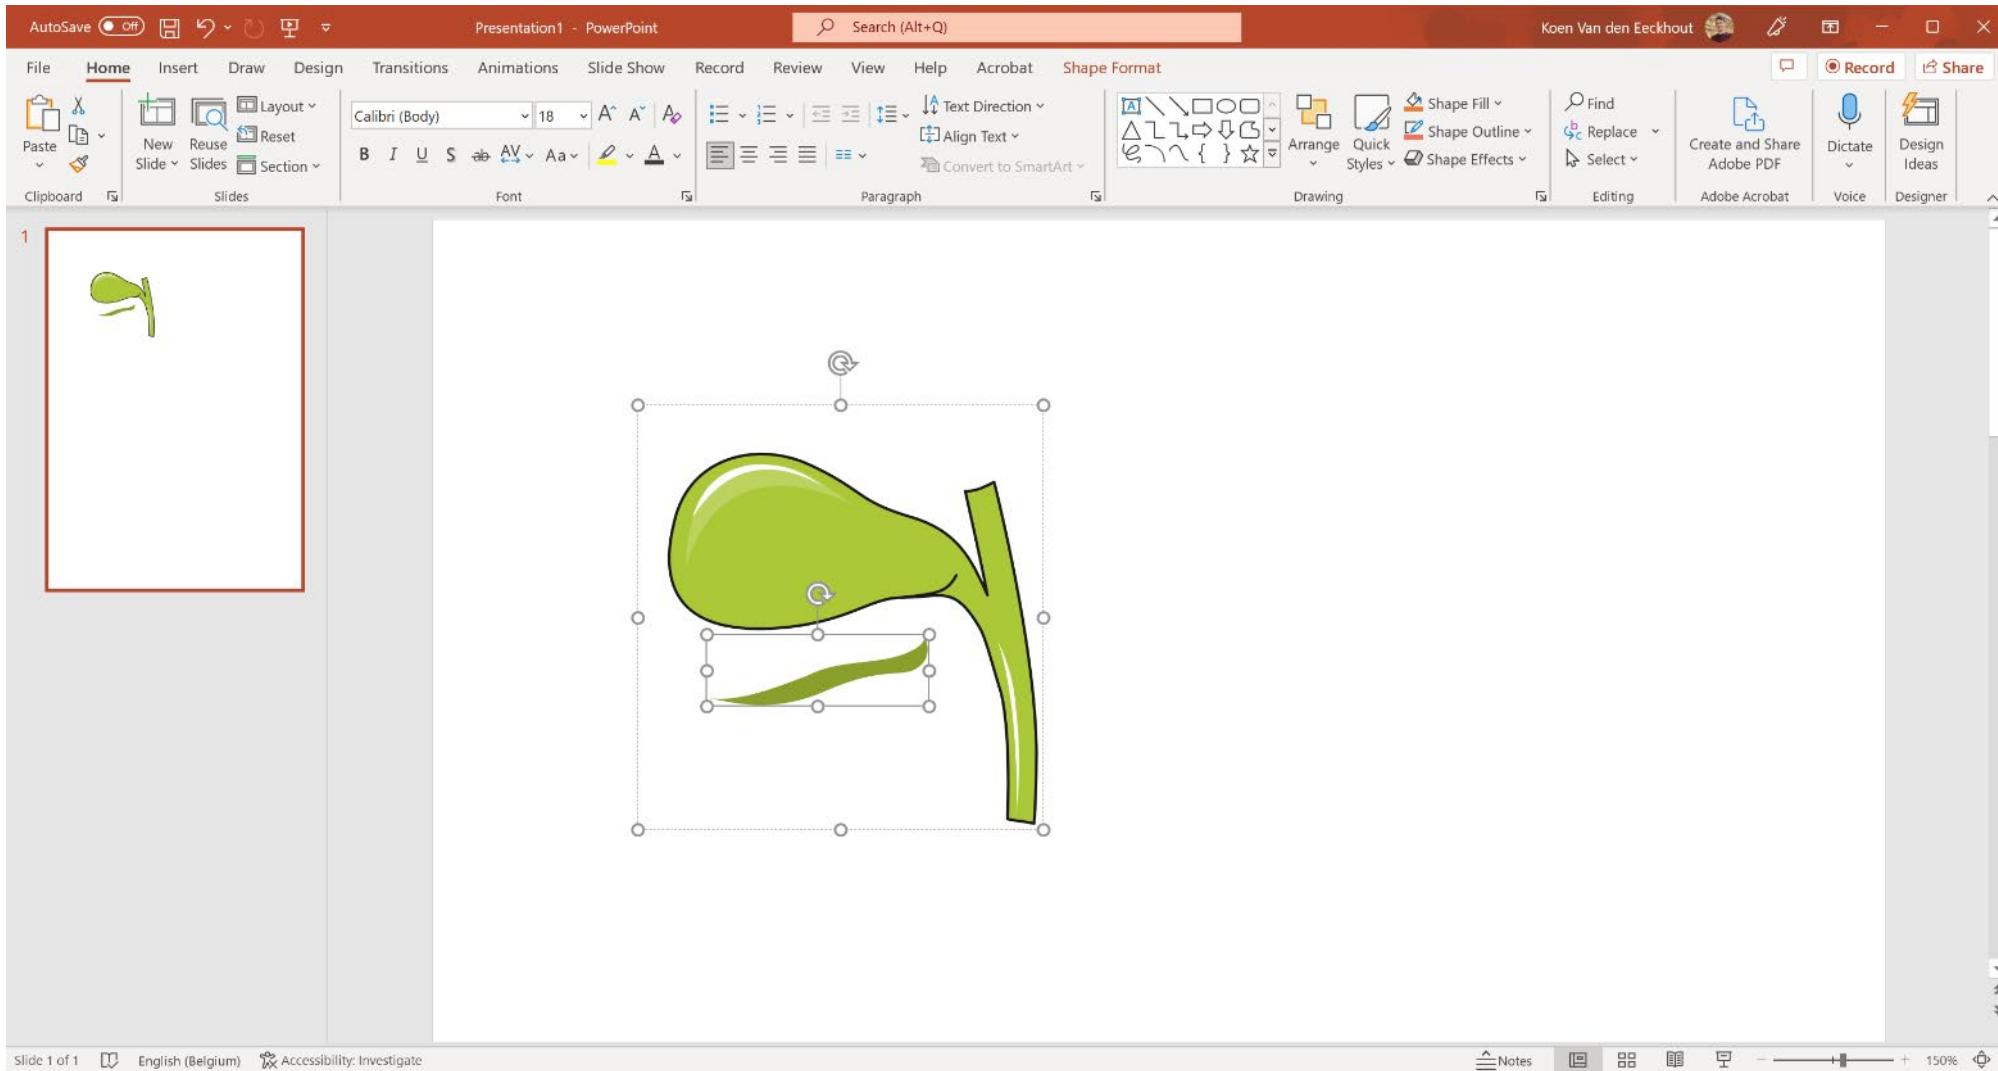 AutoSave Off Presentation1 - PowerPoint Search (Alt+Q) Koen Van den Eeckhout
File Home Insert Draw Design Transitions Animations Slide Show Record Review View Help Acrobat Shape Format Record Share
Paste
New Slide
Reuse Slides
Layout
Reset
Section
Calibri (Body) 18 A A A
B I U S ab AV Aa A
Text Direction
Align Text
Convert to SmartArt
A
Arrange
Quick Styles
Shape Fill
Shape Outline
Shape Effects
Find
Replace
Select
Create and Share
Adobe PDF
Dictate
Design
Ideas
Clipboard Slides Font Paragraph Drawing Editing Adobe Acrobat Voice Designer
1
Slide 1 of 1 English (Belgium) Accessibility: Investigate Notes 150%